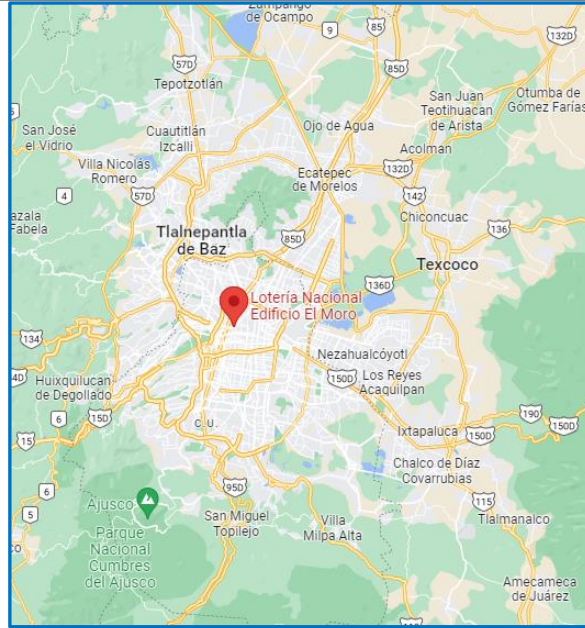 Zumpango
de Ocampo
9
85
132D
57D
85D
Tepotzotlán
San Juan
Teotihuacan
de Arista
Otumba de
Gómez Farías
San José
el Vidrio
Cuautitlán
Izcalli
Ojo de Agua
Acolman
Villa Nicolás
Romero
Ecatepec
de Morelos
132D
57D
4
142
Chiconcuac
136
azala
Fabela
Tlalnepantla
de Baz
85D
Texcoco
136D
Lotería Nacional
Edificio El Moro
134
4D
Nezahualcóyotl
150D
Los Reyes
Acaquilpan
Huixquilucan
de Degollado
6
15D
15
C.U.
190
150D
150D
Ixtapaluca
Chalco de Díaz
Covarrubias
6
5
95D
115
Ajusco
Parque
Nacional
Cumbres
del Ajusco
San Miguel
Topilejo
Villa
Milpa Alta
Tlalmanalco
co
Amecameca
de Juárez